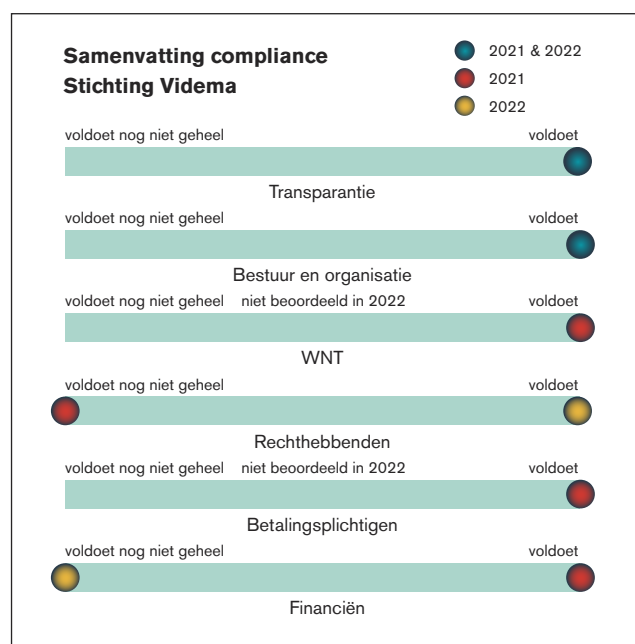 Samenvatting compliance
Stichting Videma
2021 & 2022
2021
2022
voldoet nog niet geheel voldoet
Transparantie
voldoet nog niet geheel voldoet
Bestuur en organisatie
voldoet nog niet geheel niet beoordeeld in 2022 voldoet
WNT
voldoet nog niet geheel voldoet
Rechthebbenden
voldoet nog niet geheel niet beoordeeld in 2022 voldoet
Betalingsplichtigen
voldoet nog niet geheel voldoet
Financiën